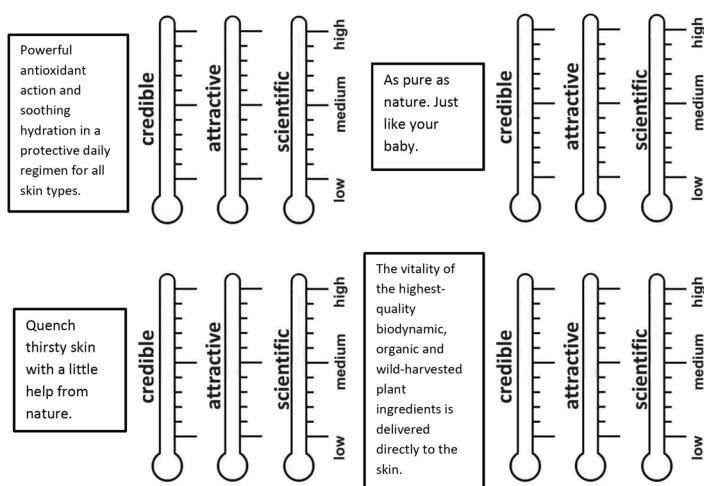 Powerful
antioxidant
action and
soothing
hydration in a
protective daily
regimen for all
skin types.
credible
attractive
scientific
high
medium
low
As pure as
nature. Just
like your
baby.
credible
attractive
scientific
high
medium
low
Quench
thirsty skin
with a little
help from
nature.
credible
attractive
scientific
high
medium
low
The vitality of
the highest-
quality
biodynamic,
organic and
wild-harvested
plant
ingredients is
delivered
directly to the
skin.
credible
attractive
scientific
high
medium
low